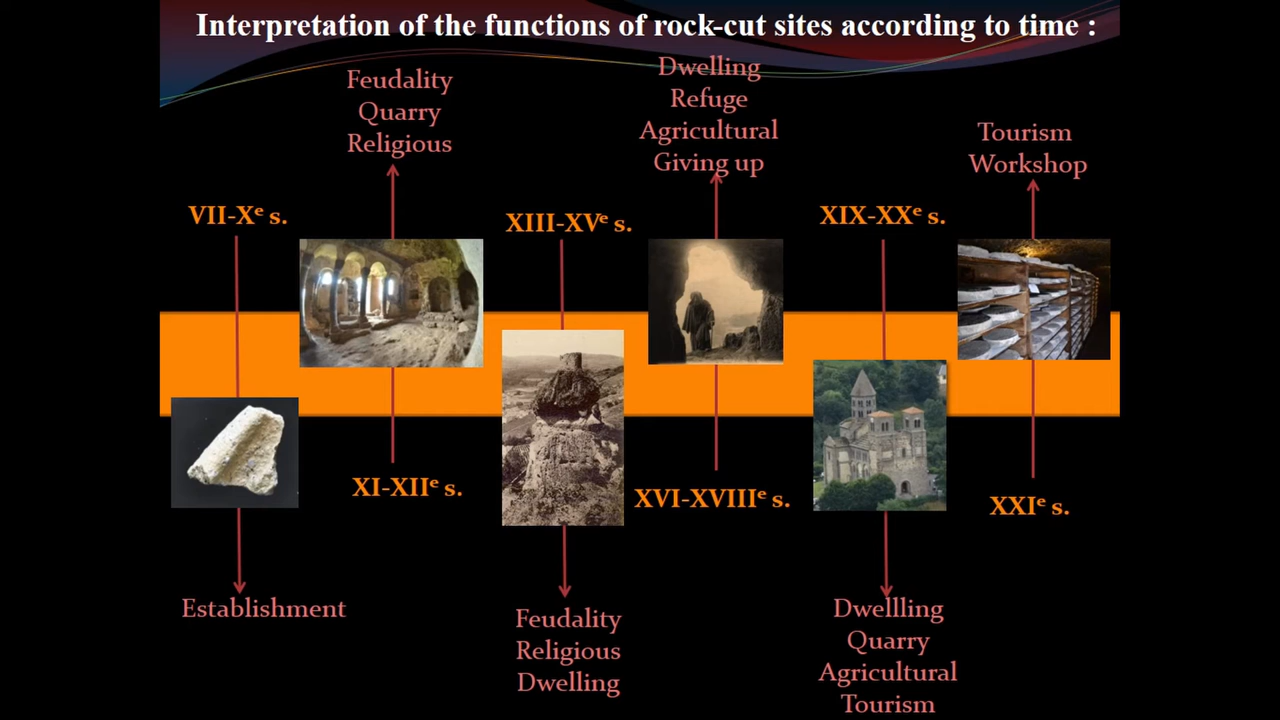 Interpretation of the functions of rock-cut sites according to time :
VII-Xᵉ s.
Establishment
Feudality
Quarry
Religious
XI-XIIᵉ s.
XIII-XVᵉ s.
Feudality
Religious
Dwelling
Dwelling
Refuge
Agricultural
Giving up
XVI-XVIIIᵉ s.
XIX-XXᵉ s.
Dwellling
Quarry
Agricultural
Tourism
Tourism
Workshop
XXIᵉ s.